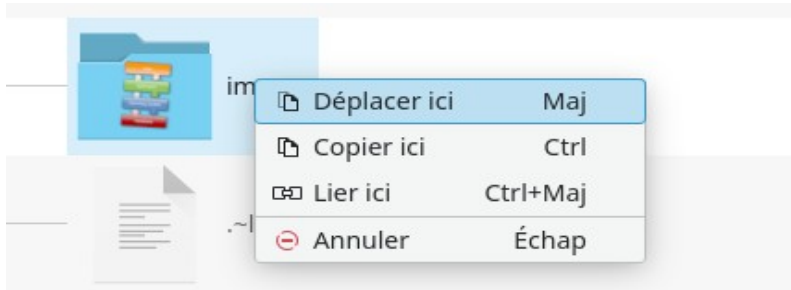 im
Déplacer ici Maj
Copier ici Ctrl
Lier ici Ctrl+Maj
.~l
Annuler Échap